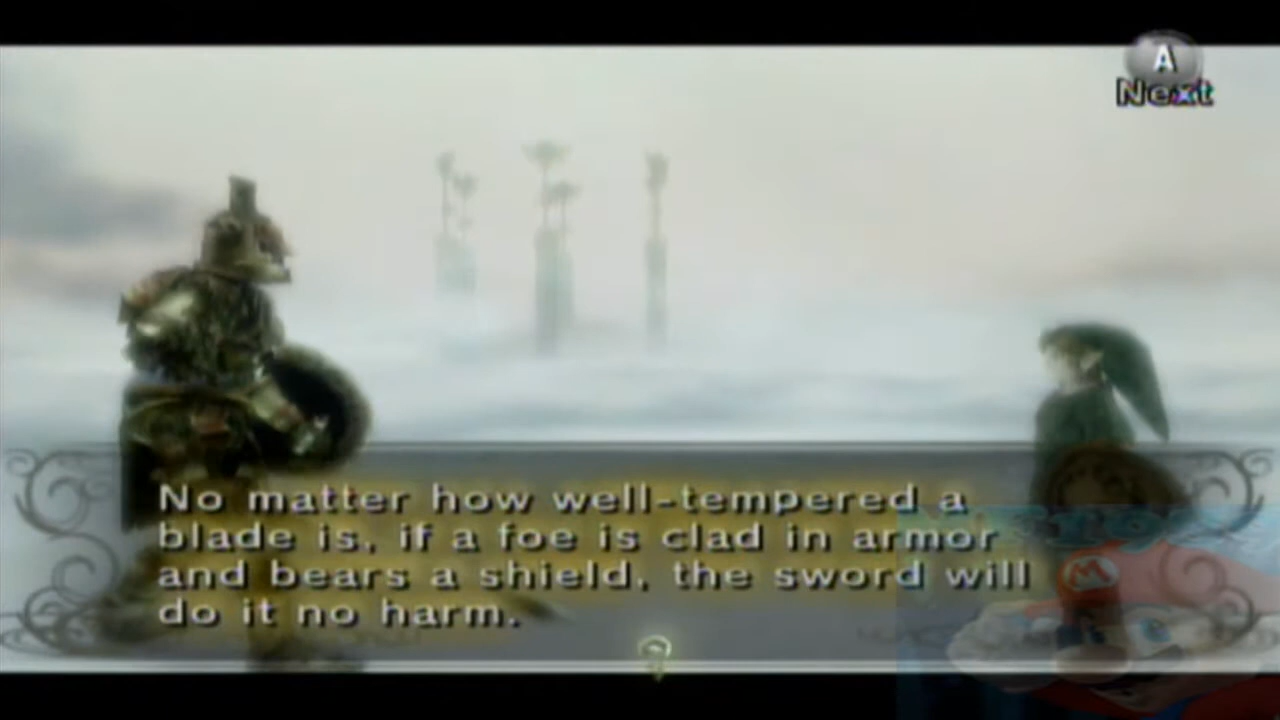 A
Next
No matter how well-tempered a
blade is, if a foe is clad in armor
and bears a shield, the sword will
do it no harm.
M